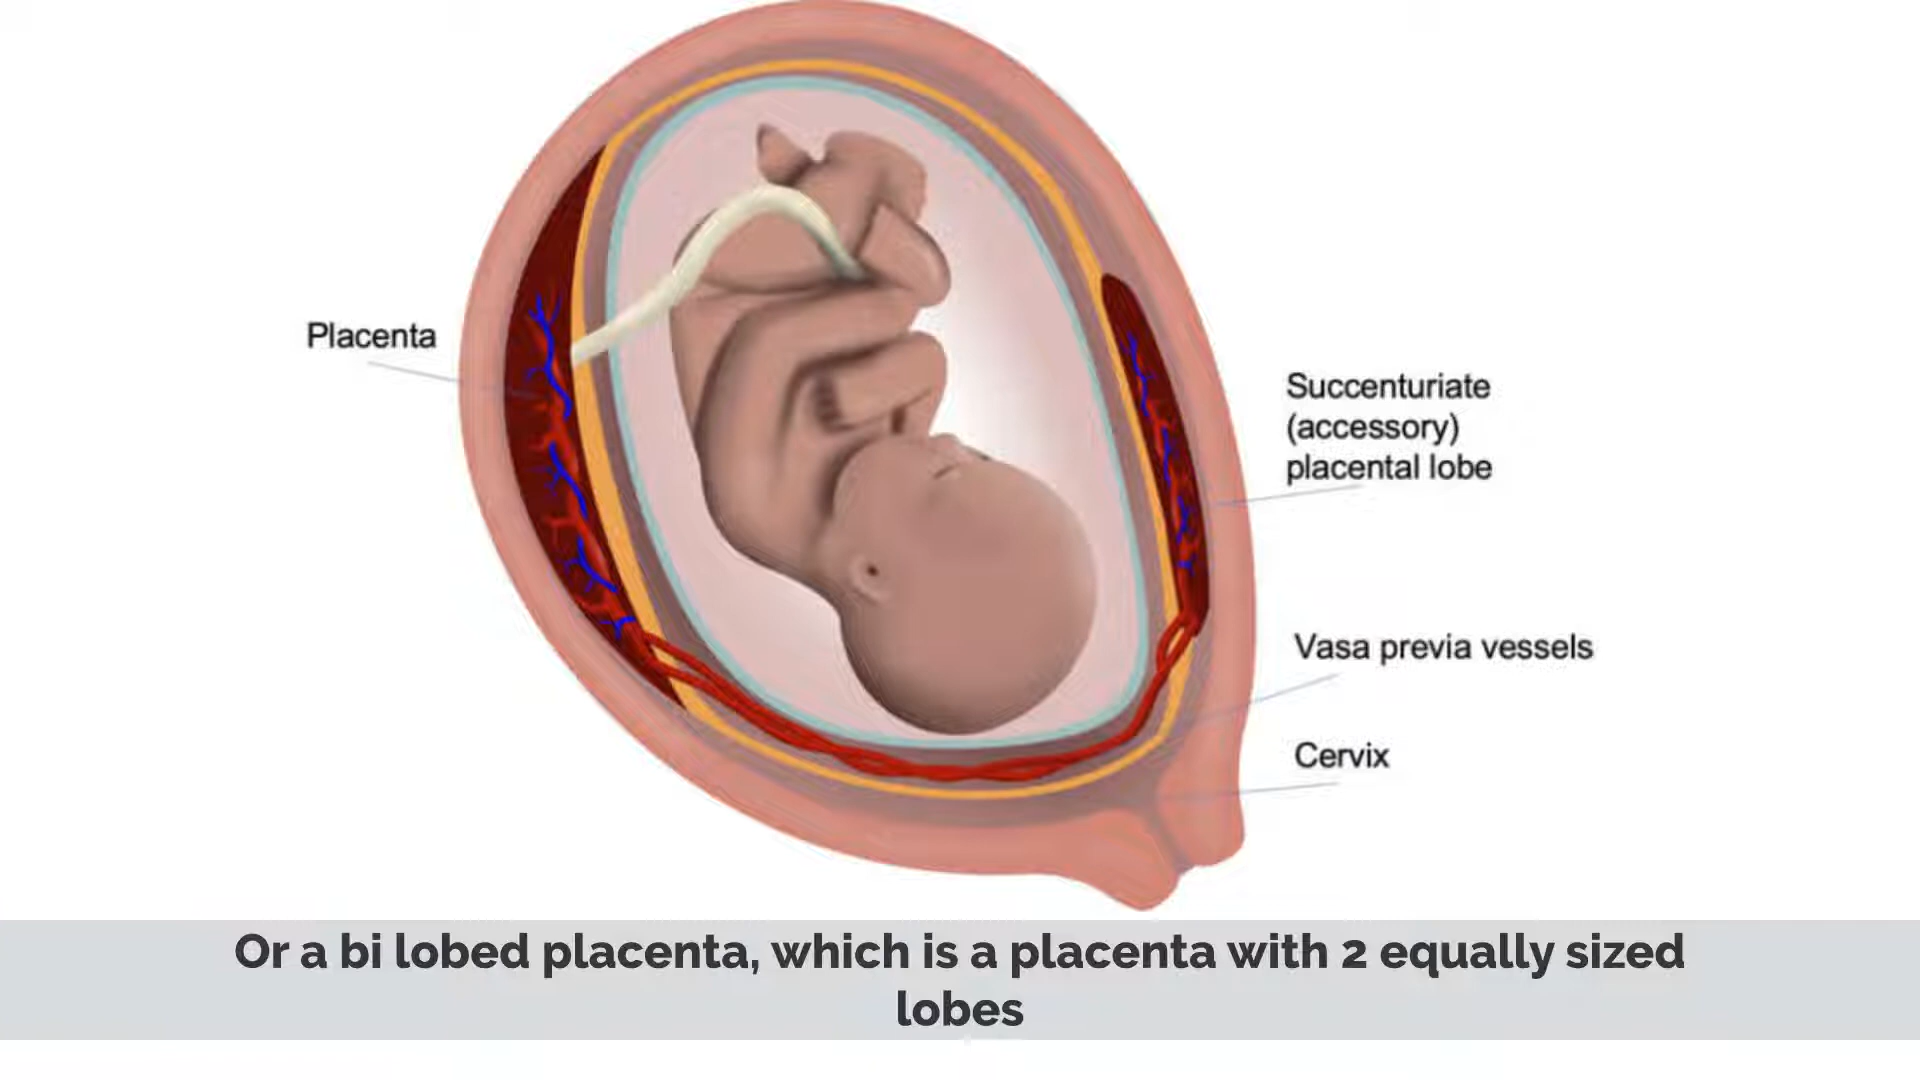 Placenta
Succenturiate
(accessory)
placental lobe
Vasa previa vessels
Cervix
Or a bi lobed placenta, which is a placenta with 2 equally sized
lobes